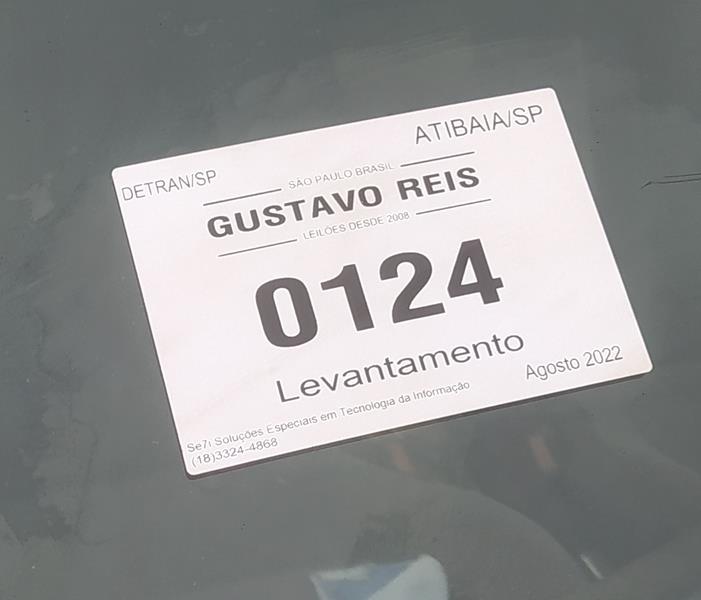 DETRAN/SP
ATIBAIA/SP
SÃO PAULO BRASIL
GUSTAVO REIS
LEILÕES DESDE 2008
0124
Levantamento
Agosto 2022
Se7i Soluções Especiais em Tecnologia da Informação
(18)3324-4868